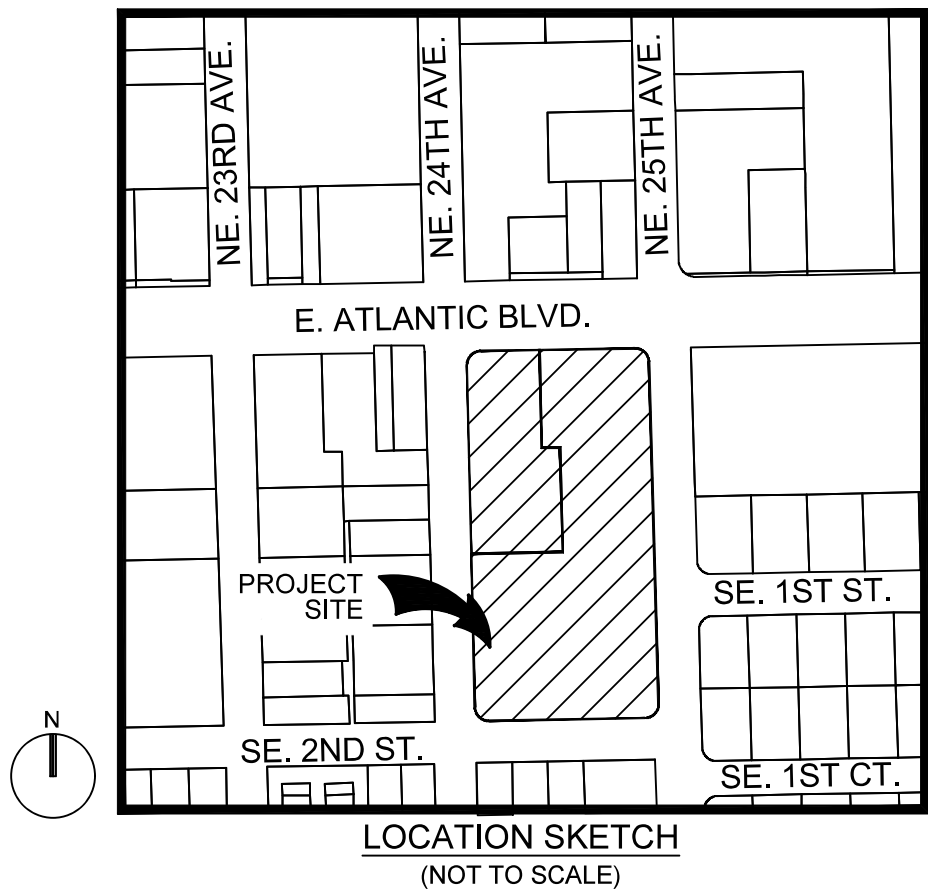 NE. 23RD AVE.
NE. 24TH AVE.
NE. 25TH AVE.
E. ATLANTIC BLVD.
PROJECT
SITE
SE. 1ST ST.
N
SE. 2ND ST.
SE. 1ST CT.
LOCATION SKETCH
(NOT TO SCALE)